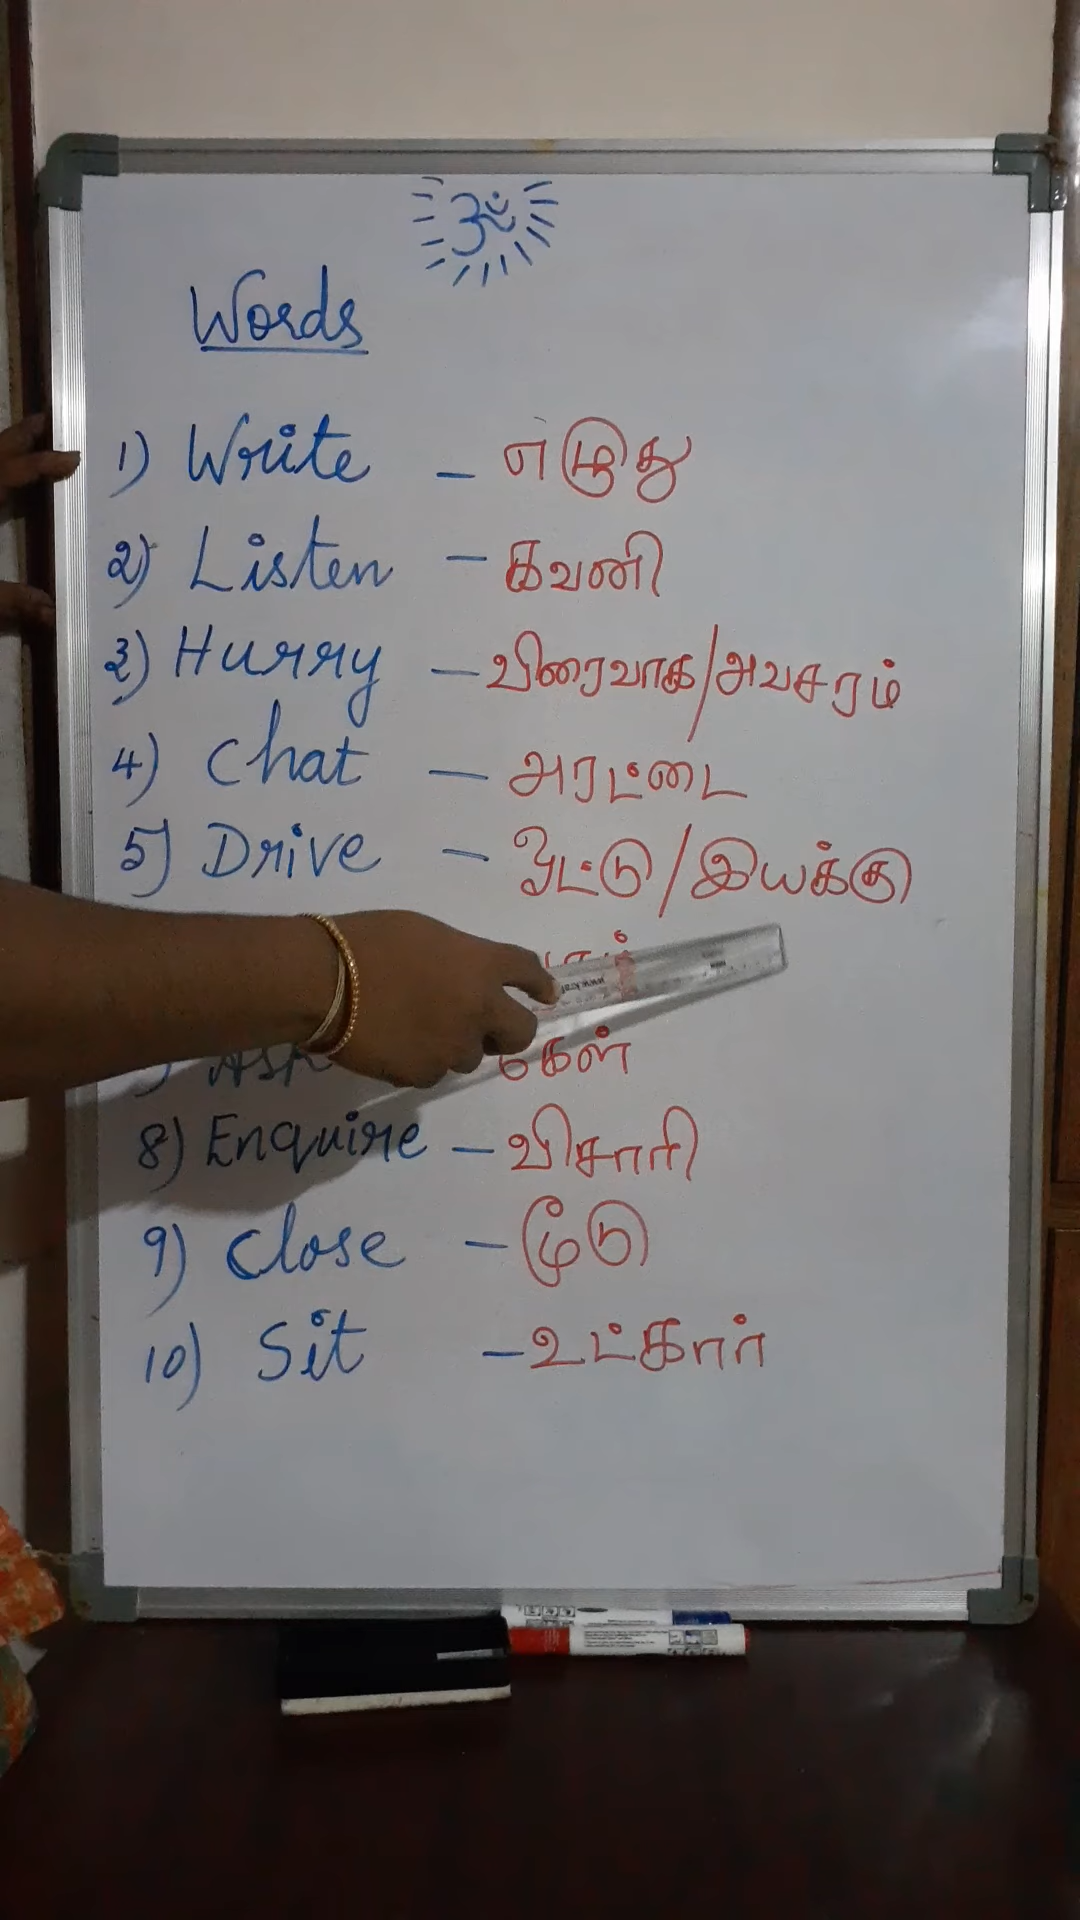 ॐ
Words
1) Write - எழுது
2) Listen - கவனி
3) Hurry - விரைவாக/அவசரம்
4) Chat - அரட்டை
5) Drive - ஓட்டு/இயக்கு
Ask கேள்
8) Enquire - விசாரி
9) Close - மூடு
10) Sit - உட்கார்